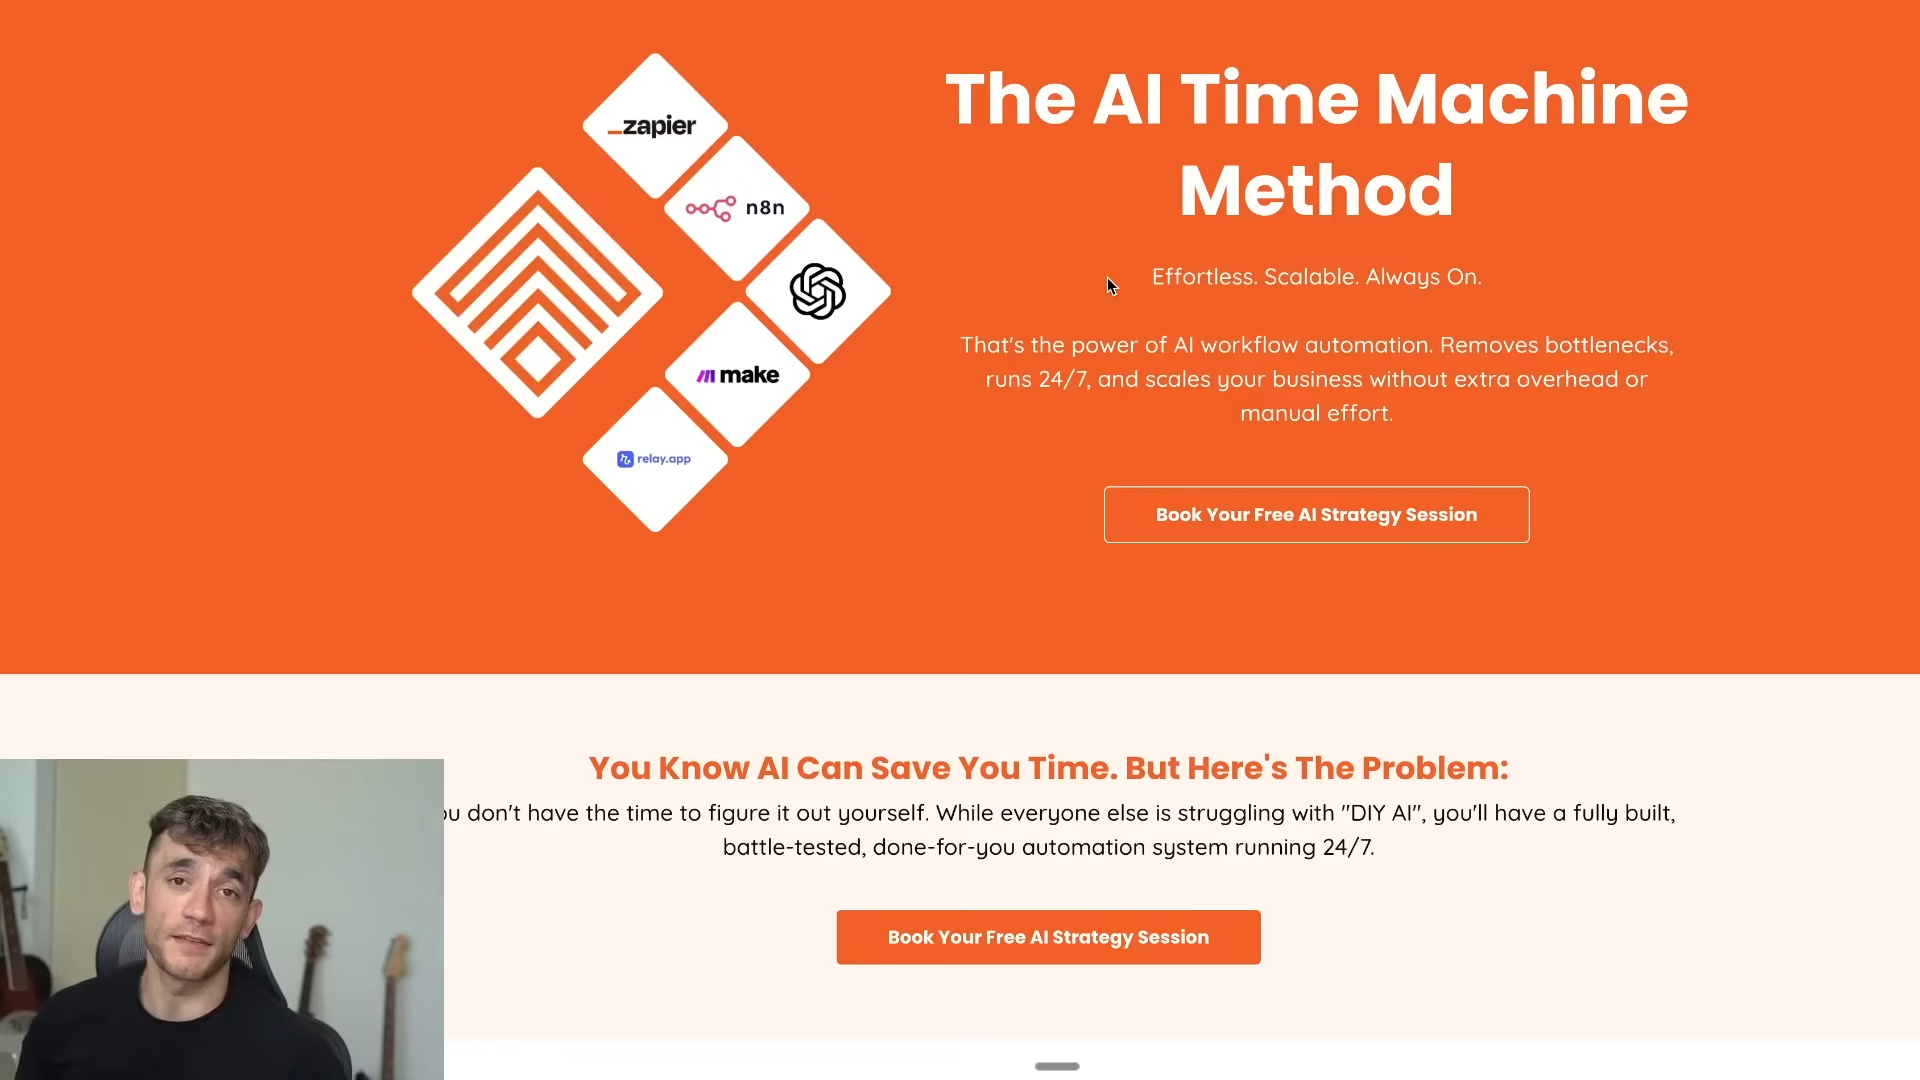 _zapier
n8n
make
relay.app
The AI Time Machine
Method
Effortless. Scalable. Always On.
That's the power of AI workflow automation. Removes bottlenecks,
runs 24/7, and scales your business without extra overhead or
manual effort.
Book Your Free AI Strategy Session
You Know AI Can Save You Time. But Here's The Problem:
don't have the time to figure it out yourself. While everyone else is struggling with "DIY AI", you'll have a fully built,
battle-tested, done-for-you automation system running 24/7.
Book Your Free AI Strategy Session